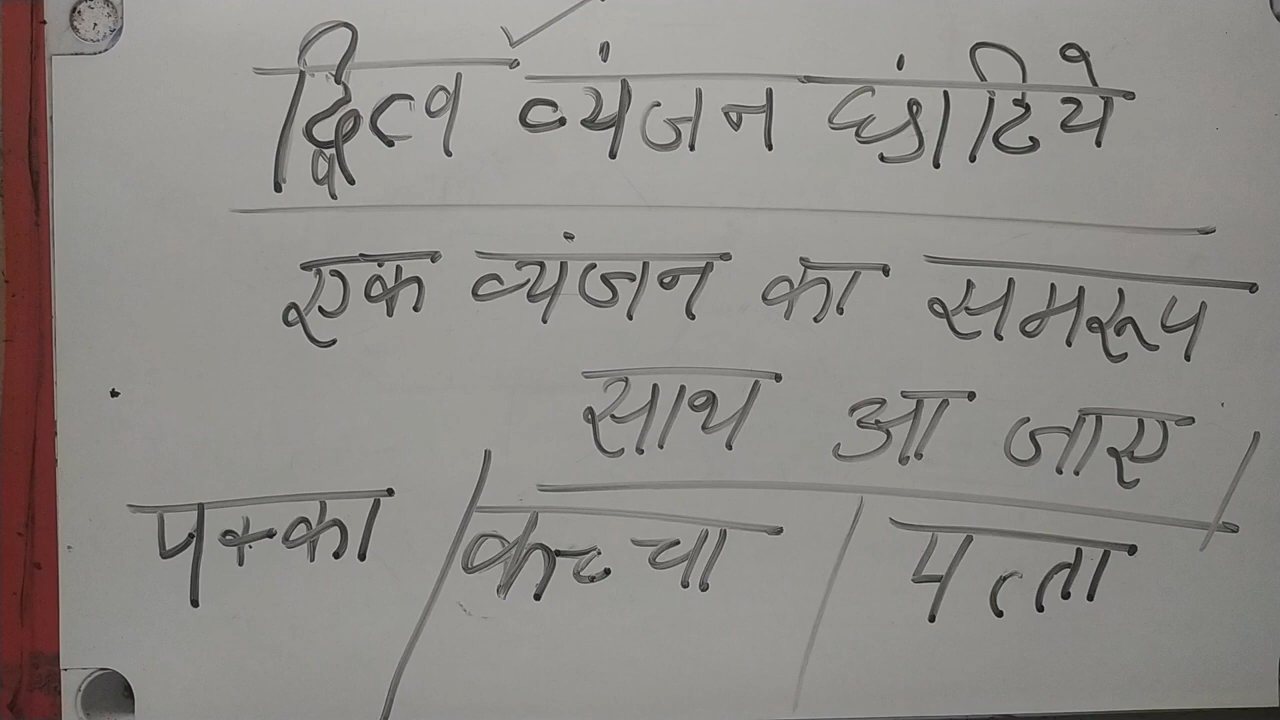 द्वित्व व्यंजन छांटिये
एक व्यंजन का समरूप
साथ आ जाए
पक्का / कच्चा / पत्ता